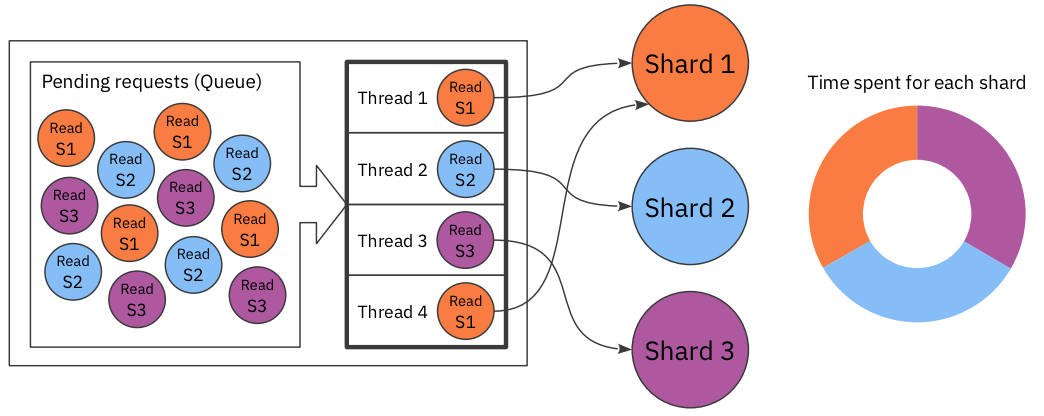 Pending requests (Queue)
Read
S1
Read
S1
Read
S2
Read
S2
Read
S3
Read
S3
Read
S1
Read
S1
Read
S2
Read
S2
Read
S3
Read
S3
Thread 1
Read
S1
Thread 2
Read
S2
Thread 3
Read
S3
Thread 4
Read
S1
Shard 1
Shard 2
Shard 3
Time spent for each shard